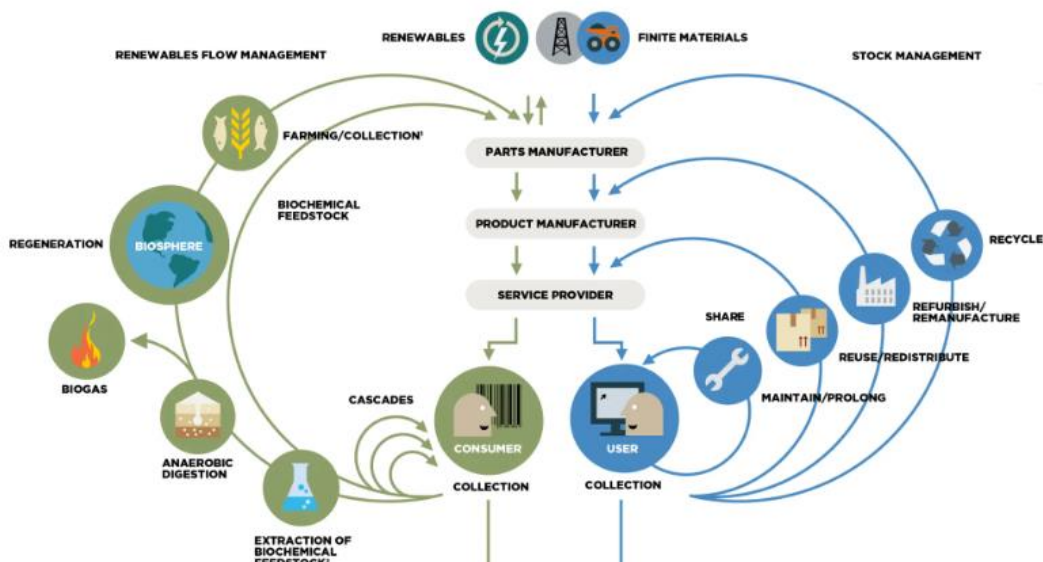 RENEWABLES
FINITE MATERIALS
RENEWABLES FLOW MANAGEMENT
STOCK MANAGEMENT
FARMING/COLLECTION¹
PARTS MANUFACTURER
BIOCHEMICAL
FEEDSTOCK
PRODUCT MANUFACTURER
REGENERATION
BIOSPHERE
RECYCLE
SERVICE PROVIDER
SHARE
REFURBISH/
REMANUFACTURE
REUSE/REDISTRIBUTE
BIOGAS
MAINTAIN/PROLONG
CASCADES
CONSUMER
USER
ANAEROBIC
DIGESTION
COLLECTION
COLLECTION
EXTRACTION OF
BIOCHEMICAL
FEEDSTOCK²